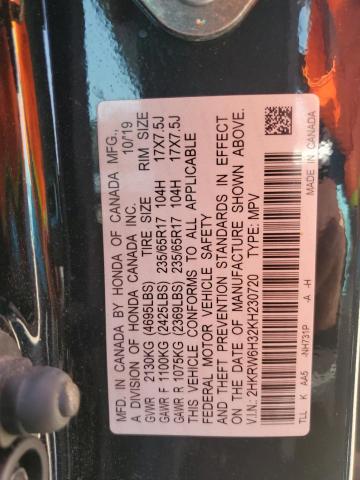 MFD. IN CANADA BY HONDA OF CANADA MFG., 10/19
A DIVISION OF HONDA CANADA INC.
TIRE SIZE RIM SIZE
GVWR 2130KG (4695LBS)
GAWR F 1100KG (2425LBS) 235/65R17 104H 17X7.5J
GAWR R 1075KG (2369LBS) 235/65R17 104H 17X7.5J
THIS VEHICLE CONFORMS TO ALL APPLICABLE
FEDERAL MOTOR VEHICLE SAFETY
AND THEFT PREVENTION STANDARDS IN EFFECT
ON THE DATE OF MANUFACTURE SHOWN ABOVE.
V.I.N.: 2HKRW6H32KH230720 TYPE: MPV
TLL K AA5 -NH731P -A -H MADE IN CANADA